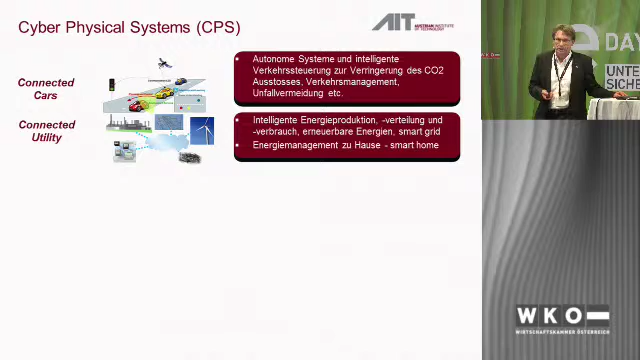 Cyber Physical Systems (CPS)
AIT AUSTRIAN INSTITUTE
OF TECHNOLOGY
Connected
Cars
Autonome Systeme und intelligente
Verkehrssteuerung zur Verringerung des CO2
Ausstosses, Verkehrsmanagement,
Unfallvermeidung etc.
Connected
Utility
Intelligente Energieproduktion, -verteilung und
-verbrauch, erneuerbare Energien, smart grid
Energiemanagement zu Hause - smart home
DAY
UNTE
SICHE
WKO
WIRTSCHAFTSKAMMER ÖSTERREICH